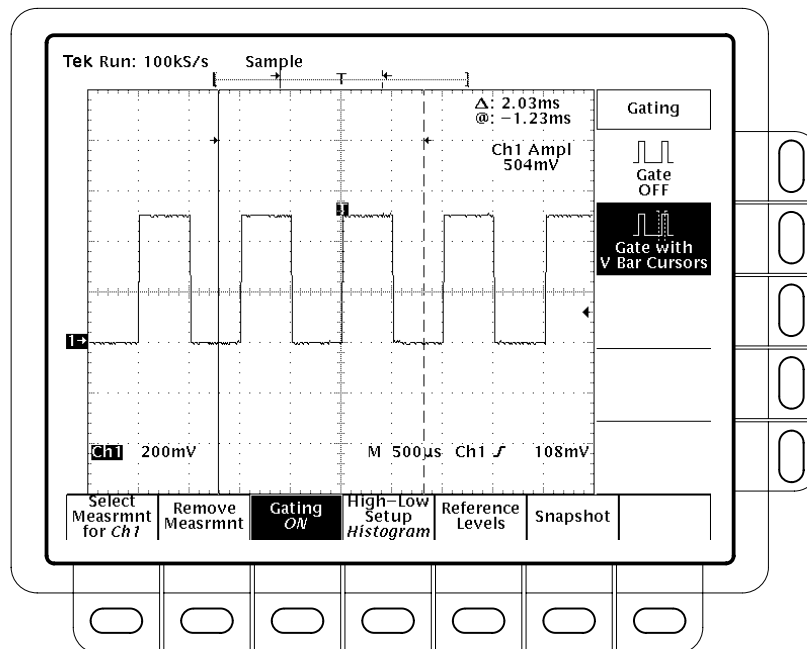 Tek Run: 100kS/s Sample
[ T ]
Δ: 2.03ms
@: −1.23ms
Ch1 Ampl
504mV
1→
Ch1 200mV M 500µs Ch1 108mV
Gating
Gate
OFF
Gate with
V Bar Cursors
Select
Measrmnt
for Ch1
Remove
Measrmnt
Gating
ON
High−Low
Setup
Histogram
Reference
Levels
Snapshot